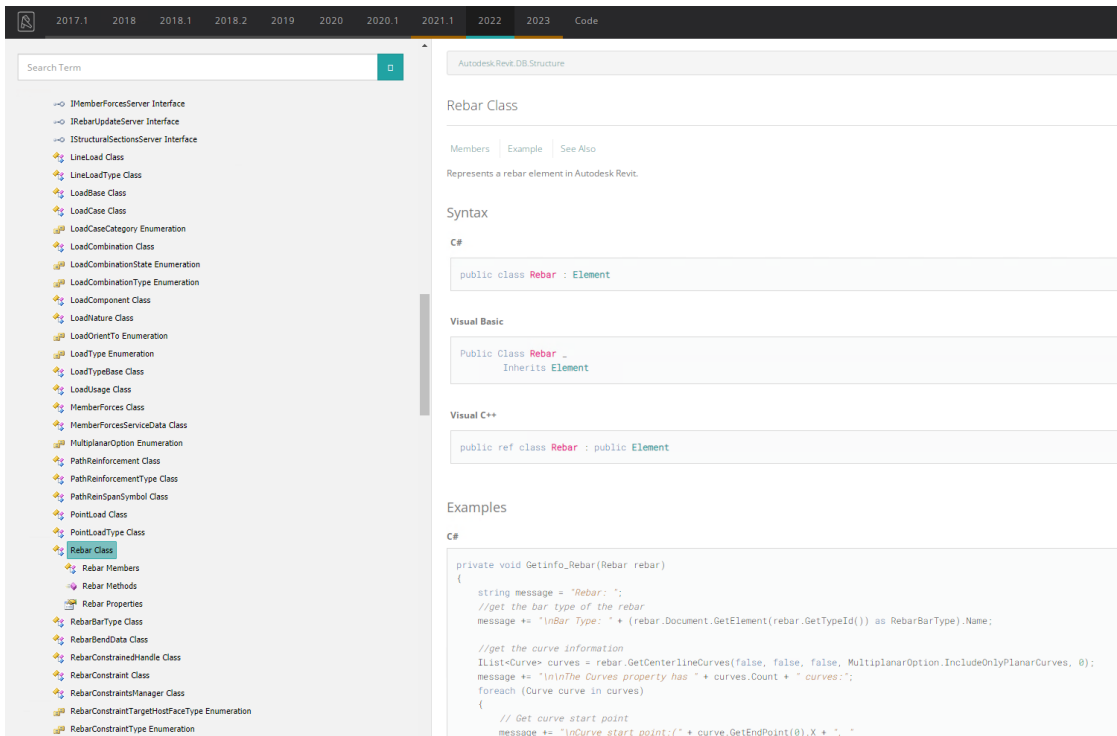 2017.1 2018 2018.1 2018.2 2019 2020 2020.1 2021.1 2022 2023 Code
Search Term
IMemberForcesServer Interface
IRebarUpdateServer Interface
IStructuralSectionsServer Interface
LineLoad Class
LineLoadType Class
LoadBase Class
LoadCase Class
LoadCaseCategory Enumeration
LoadCombination Class
LoadCombinationState Enumeration
LoadCombinationType Enumeration
LoadComponent Class
LoadNature Class
LoadOrientTo Enumeration
LoadType Enumeration
LoadTypeBase Class
LoadUsage Class
MemberForces Class
MemberForcesServiceData Class
MultiplanarOption Enumeration
PathReinforcement Class
PathReinforcementType Class
PathReinSpanSymbol Class
PointLoad Class
PointLoadType Class
Rebar Class
Rebar Members
Rebar Methods
Rebar Properties
RebarBarType Class
RebarBendData Class
RebarConstrainedHandle Class
RebarConstraint Class
RebarConstraintsManager Class
RebarConstraintTargetHostFaceType Enumeration
RebarConstraintType Enumeration
Autodesk.Revit.DB.Structure
Rebar Class
Members Example See Also
Represents a rebar element in Autodesk Revit.
Syntax
C#
public class Rebar : Element
Visual Basic
Public Class Rebar _
Inherits Element
Visual C++
public ref class Rebar : public Element
Examples
C#
private void Getinfo_Rebar(Rebar rebar)
{
string message = "Rebar: ";
//get the bar type of the rebar
message += "\nBar Type: " + (rebar.Document.GetElement(rebar.GetTypeId()) as RebarBarType).Name;
//get the curve information
IList<Curve> curves = rebar.GetCenterlineCurves(false, false, false, MultiplanarOption.IncludeOnlyPlanarCurves, 0);
message += "\n\nThe Curves property has " + curves.Count + " curves:";
foreach (Curve curve in curves)
{
// Get curve start point
message += "\nCurve start point:(" + curve.GetEndPoint(0).X + ", "